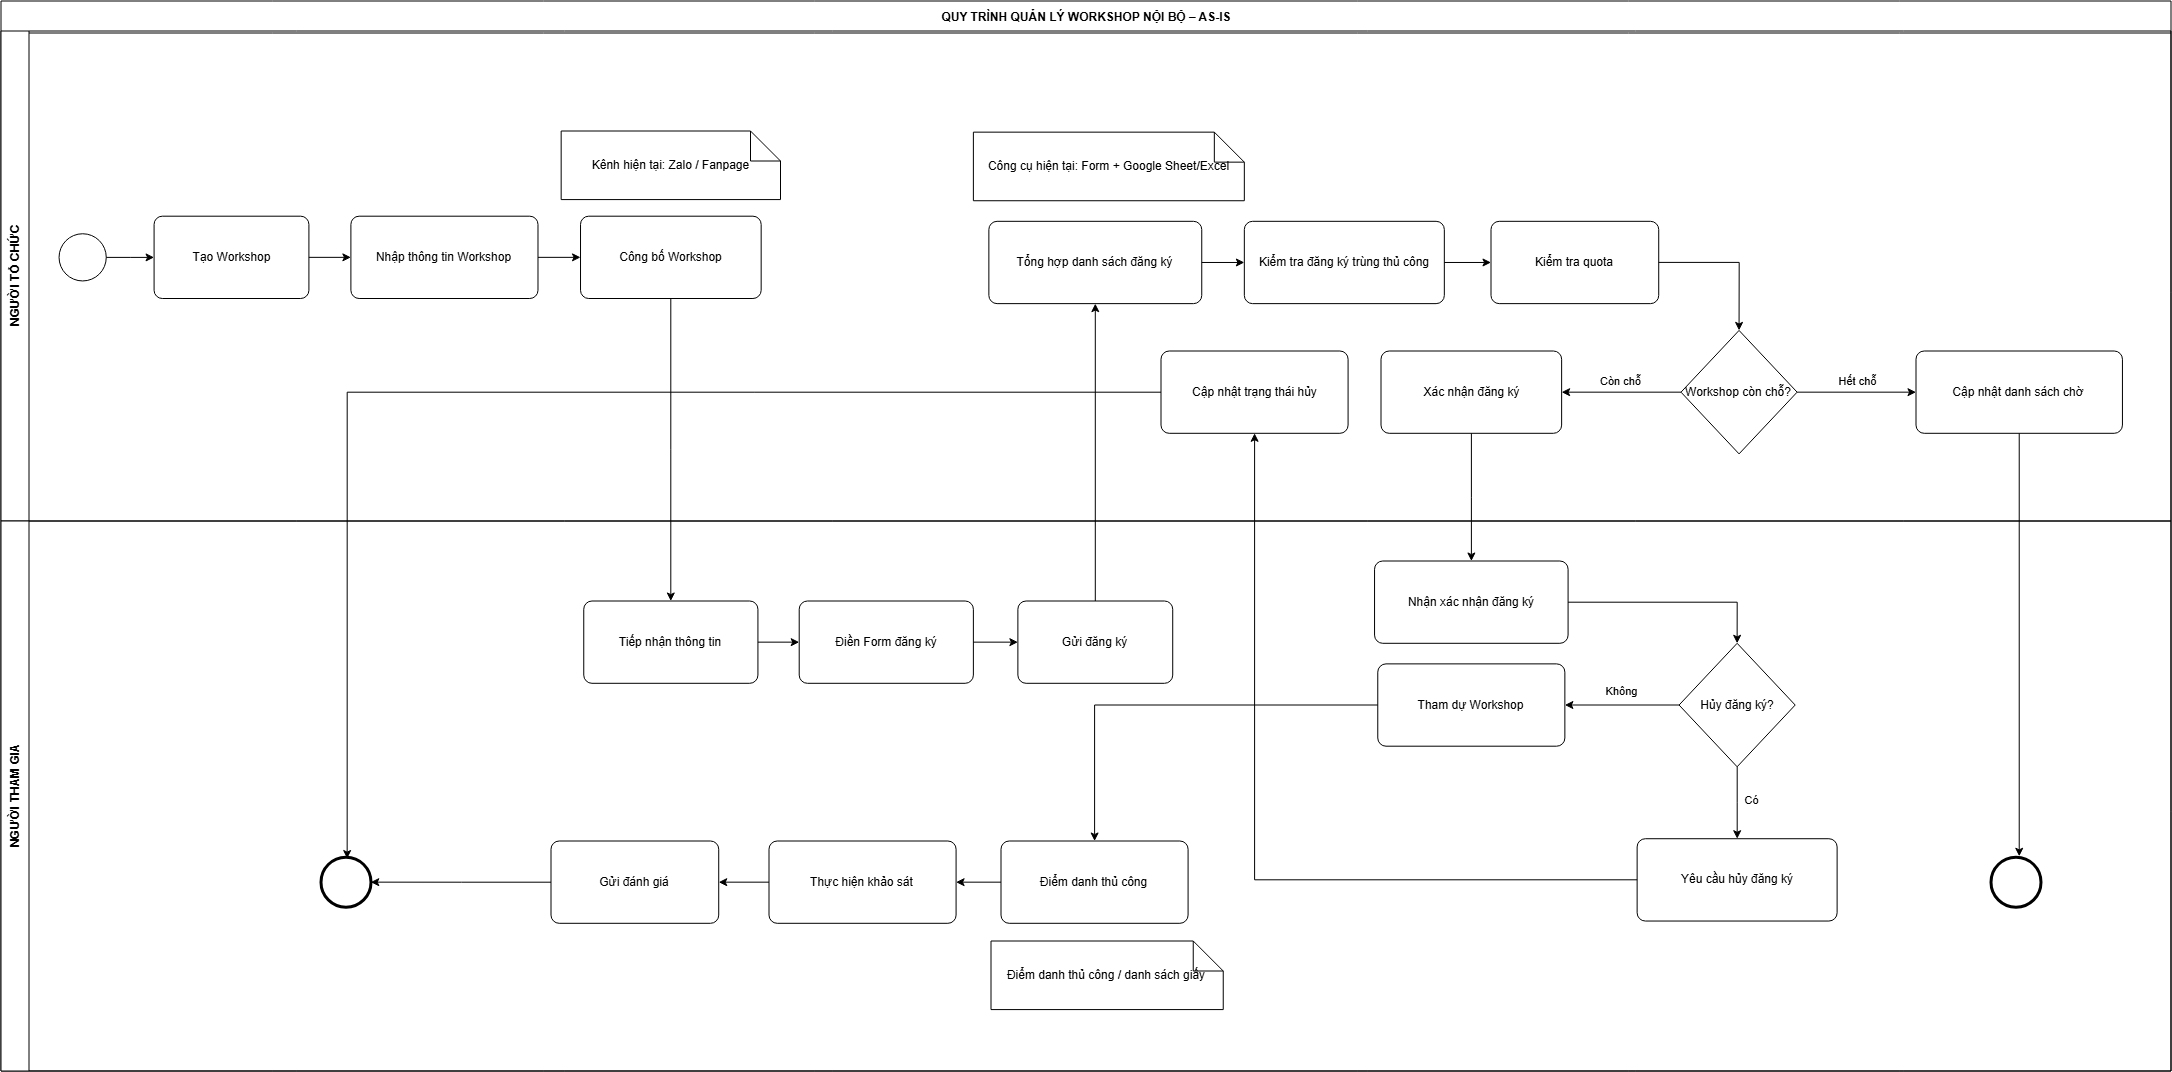 QUY TRÌNH QUẢN LÝ WORKSHOP NỘI BỘ – AS-IS
NGƯỜI TỔ CHỨC
Kênh hiện tại: Zalo / Fanpage
Công cụ hiện tại: Form + Google Sheet/Excel
Tạo Workshop
Nhập thông tin Workshop
Công bố Workshop
Tổng hợp danh sách đăng ký
Kiểm tra đăng ký trùng thủ công
Kiểm tra quota
Cập nhật trạng thái hủy
Xác nhận đăng ký
Còn chỗ
Workshop còn chỗ?
Hết chỗ
Cập nhật danh sách chờ
NGƯỜI THAM GIA
Tiếp nhận thông tin
Điền Form đăng ký
Gửi đăng ký
Nhận xác nhận đăng ký
Tham dự Workshop
Không
Hủy đăng ký?
Có
Gửi đánh giá
Thực hiện khảo sát
Điểm danh thủ công
Yêu cầu hủy đăng ký
Điểm danh thủ công / danh sách giấy